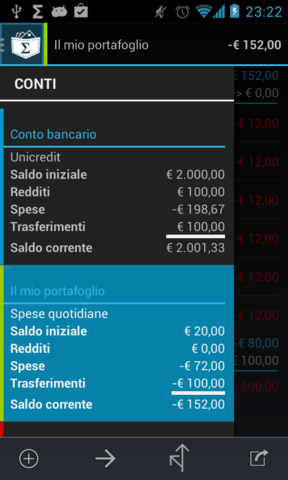 23:22
Il mio portafoglio -€ 152,00
CONTI
Conto bancario
Unicredit
Saldo iniziale € 2.000,00
Redditi € 100,00
Spese -€ 198,67
Trasferimenti € 100,00
Saldo corrente € 2.001,33
Il mio portafoglio
Spese quotidiane
Saldo iniziale € 20,00
Redditi € 0,00
Spese -€ 72,00
Trasferimenti -€ 100,00
Saldo corrente -€ 152,00
€ 152,00
> € 0,00
-€ 12,00
-€ 12,00
-€ 12,00
-€ 12,00
-€ 12,00
-€ 12,00
-€ 80,00
€ 100,00
€ 100,00